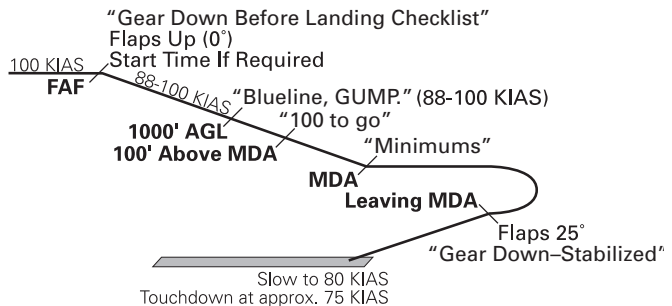 “Gear Down Before Landing Checklist”
Flaps Up (0˚)
Start Time If Required
100 KIAS
FAF
88-100 KIAS
“Blueline, GUMP.” (88-100 KIAS)
1000' AGL
“100 to go”
100' Above MDA
“Minimums”
MDA
Leaving MDA
Flaps 25˚
“Gear Down–Stabilized”
Slow to 80 KIAS
Touchdown at approx. 75 KIAS